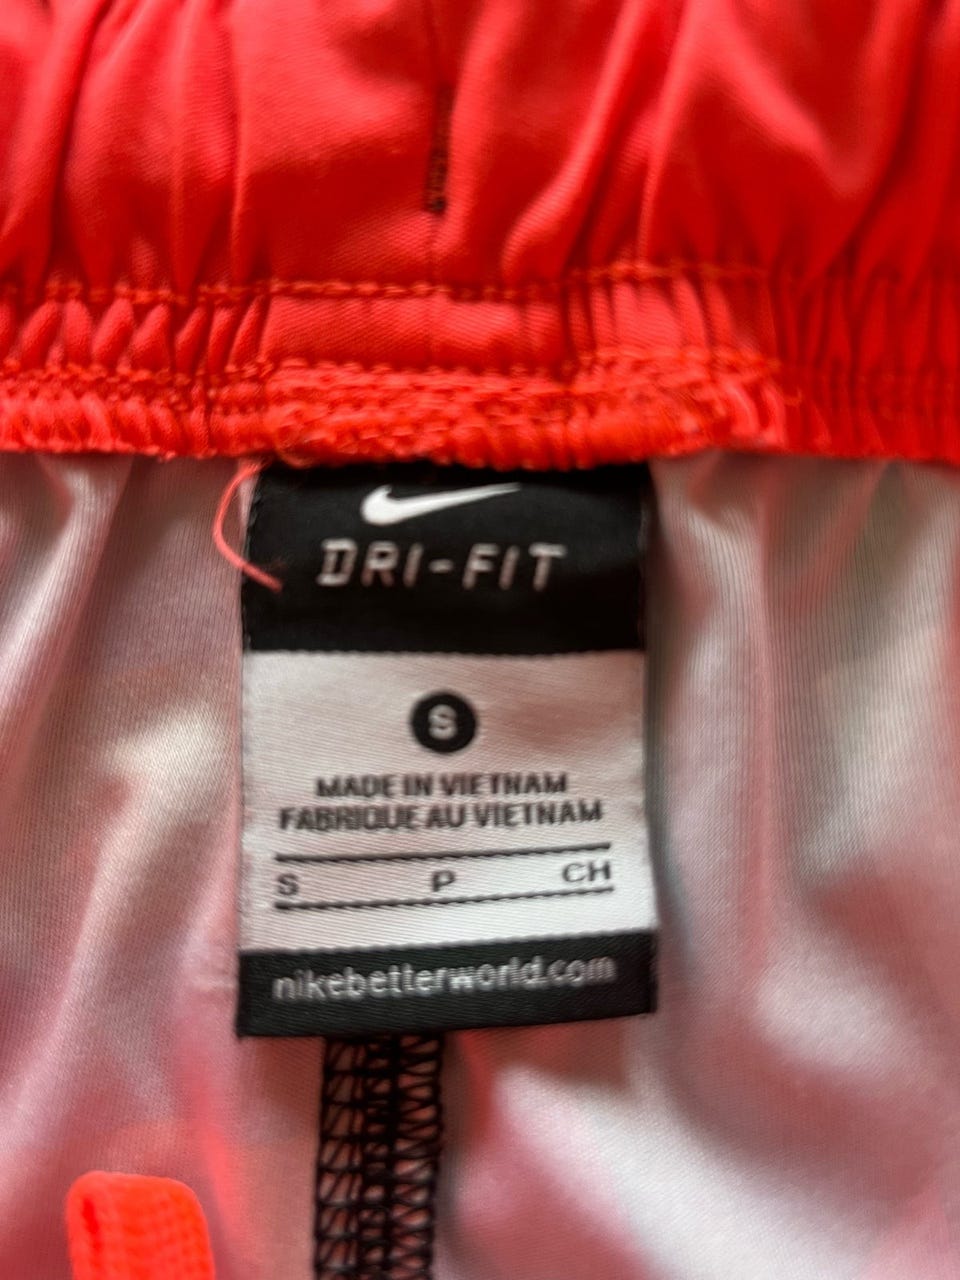 DRI-FIT
S
MADE IN VIETNAM
FABRIQUE AU VIETNAM
S P CH
nikebetterworld.com